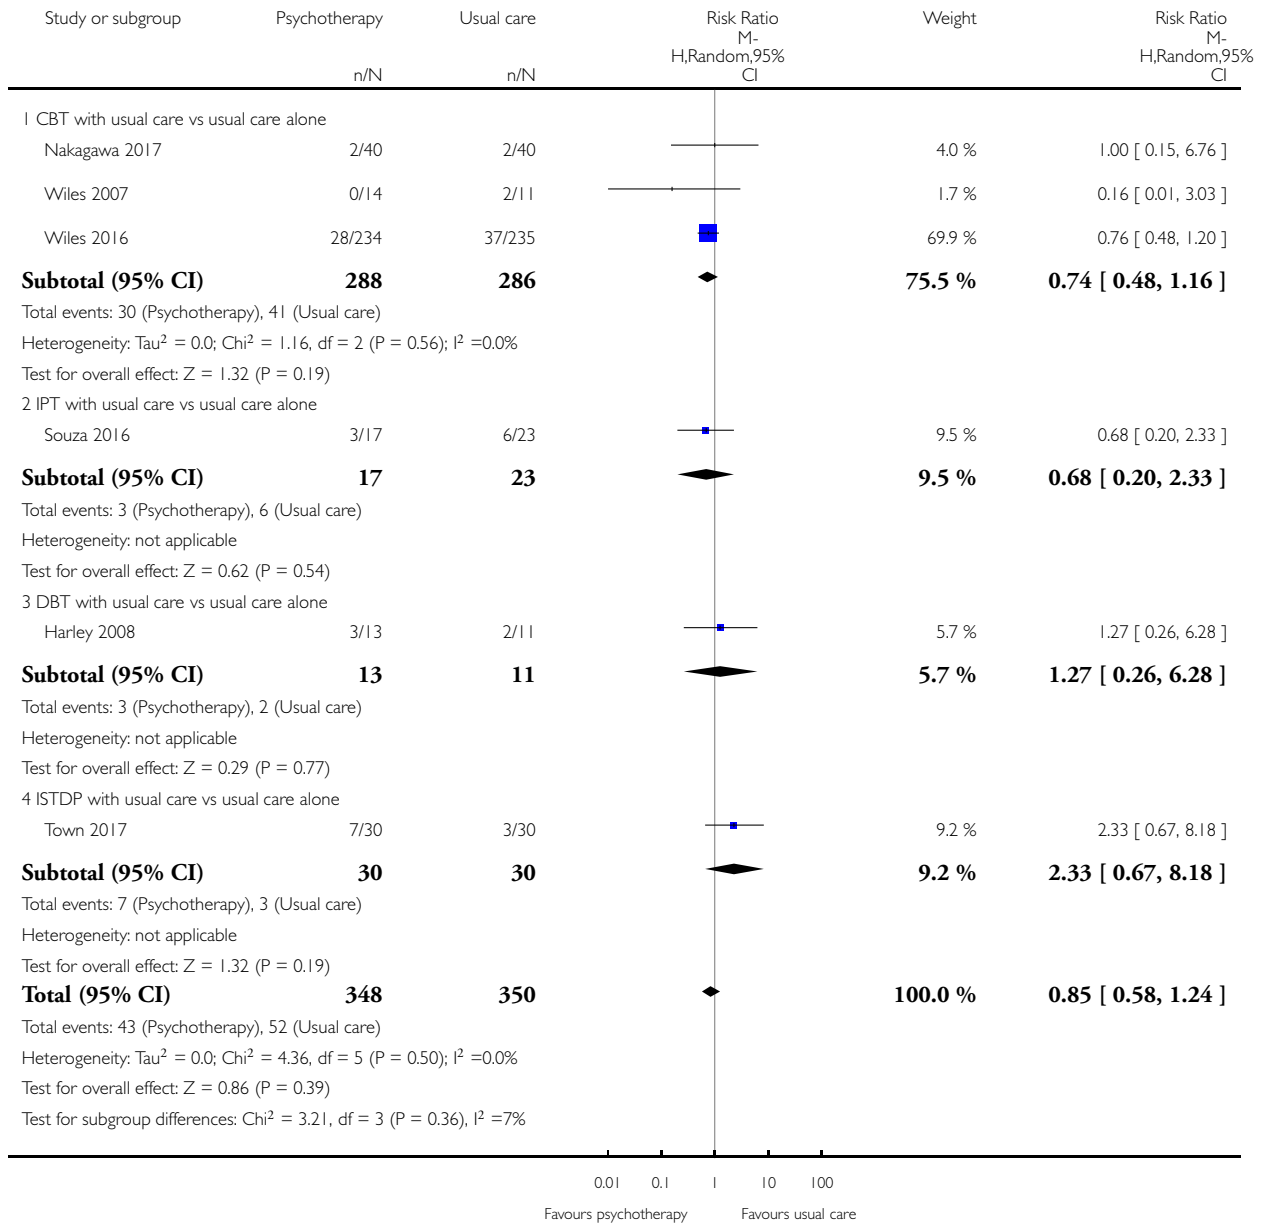 Study or subgroup Psychotherapy Usual care Risk Ratio Weight Risk Ratio
M- M-
H,Random,95% H,Random,95%
n/N n/N CI CI
1 CBT with usual care vs usual care alone
Nakagawa 2017 2/40 2/40 4.0 % 1.00 [ 0.15, 6.76 ]
Wiles 2007 0/14 2/11 1.7 % 0.16 [ 0.01, 3.03 ]
Wiles 2016 28/234 37/235 69.9 % 0.76 [ 0.48, 1.20 ]
Subtotal (95% CI) 288 286 75.5 % 0.74 [ 0.48, 1.16 ]
Total events: 30 (Psychotherapy), 41 (Usual care)
Heterogeneity: Tau² = 0.0; Chi² = 1.16, df = 2 (P = 0.56); I² =0.0%
Test for overall effect: Z = 1.32 (P = 0.19)
2 IPT with usual care vs usual care alone
Souza 2016 3/17 6/23 9.5 % 0.68 [ 0.20, 2.33 ]
Subtotal (95% CI) 17 23 9.5 % 0.68 [ 0.20, 2.33 ]
Total events: 3 (Psychotherapy), 6 (Usual care)
Heterogeneity: not applicable
Test for overall effect: Z = 0.62 (P = 0.54)
3 DBT with usual care vs usual care alone
Harley 2008 3/13 2/11 5.7 % 1.27 [ 0.26, 6.28 ]
Subtotal (95% CI) 13 11 5.7 % 1.27 [ 0.26, 6.28 ]
Total events: 3 (Psychotherapy), 2 (Usual care)
Heterogeneity: not applicable
Test for overall effect: Z = 0.29 (P = 0.77)
4 ISTDP with usual care vs usual care alone
Town 2017 7/30 3/30 9.2 % 2.33 [ 0.67, 8.18 ]
Subtotal (95% CI) 30 30 9.2 % 2.33 [ 0.67, 8.18 ]
Total events: 7 (Psychotherapy), 3 (Usual care)
Heterogeneity: not applicable
Test for overall effect: Z = 1.32 (P = 0.19)
Total (95% CI) 348 350 100.0 % 0.85 [ 0.58, 1.24 ]
Total events: 43 (Psychotherapy), 52 (Usual care)
Heterogeneity: Tau² = 0.0; Chi² = 4.36, df = 5 (P = 0.50); I² =0.0%
Test for overall effect: Z = 0.86 (P = 0.39)
Test for subgroup differences: Chi² = 3.21, df = 3 (P = 0.36), I² =7%
0.01 0.1 1 10 100
Favours psychotherapy Favours usual care